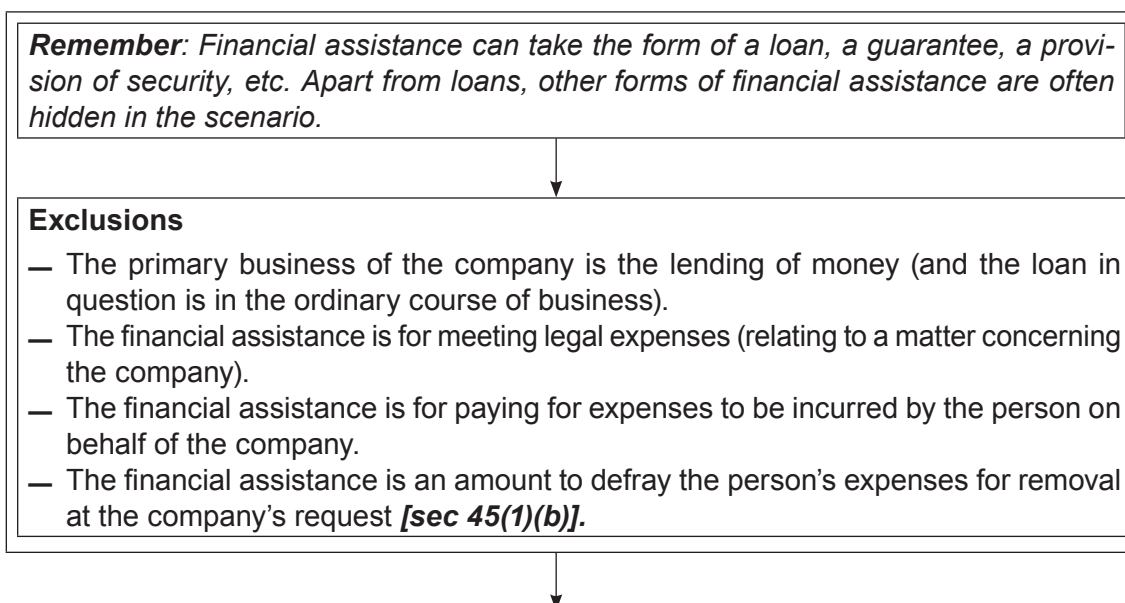 Remember: Financial assistance can take the form of a loan, a guarantee, a provi-
sion of security, etc. Apart from loans, other forms of financial assistance are often
hidden in the scenario.
Exclusions
— The primary business of the company is the lending of money (and the loan in
question is in the ordinary course of business).
— The financial assistance is for meeting legal expenses (relating to a matter concerning
the company).
— The financial assistance is for paying for expenses to be incurred by the person on
behalf of the company.
— The financial assistance is an amount to defray the person’s expenses for removal
at the company’s request [sec 45(1)(b)].